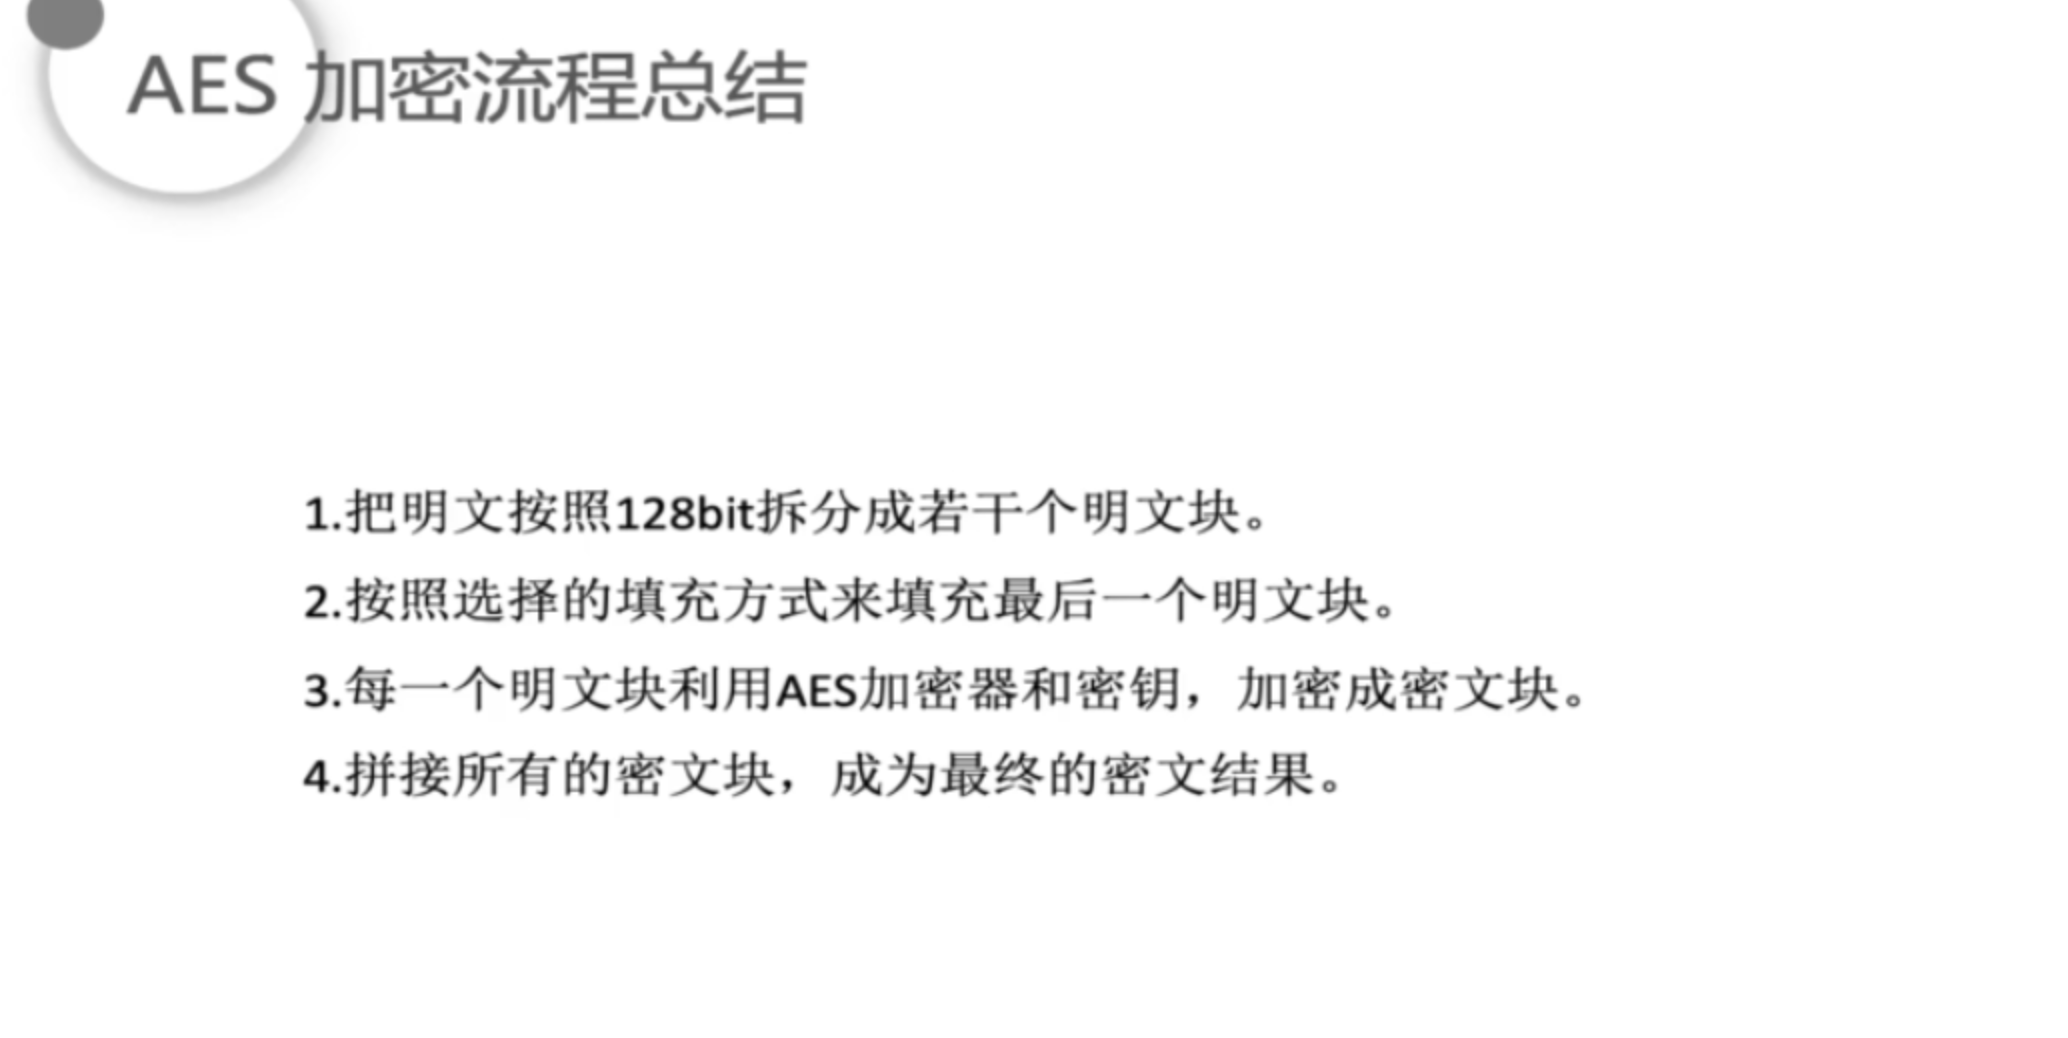 AES 加密流程总结
1.把明文按照128bit拆分成若干个明文块。
2.按照选择的填充方式来填充最后一个明文块。
3.每一个明文块利用AES加密器和密钥，加密成密文块。
4.拼接所有的密文块，成为最终的密文结果。